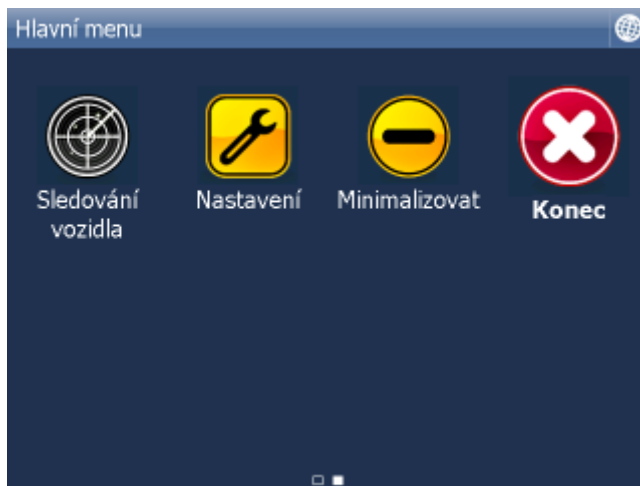 Hlavní menu
Sledování
vozidla
Nastavení
Minimalizovat
Konec